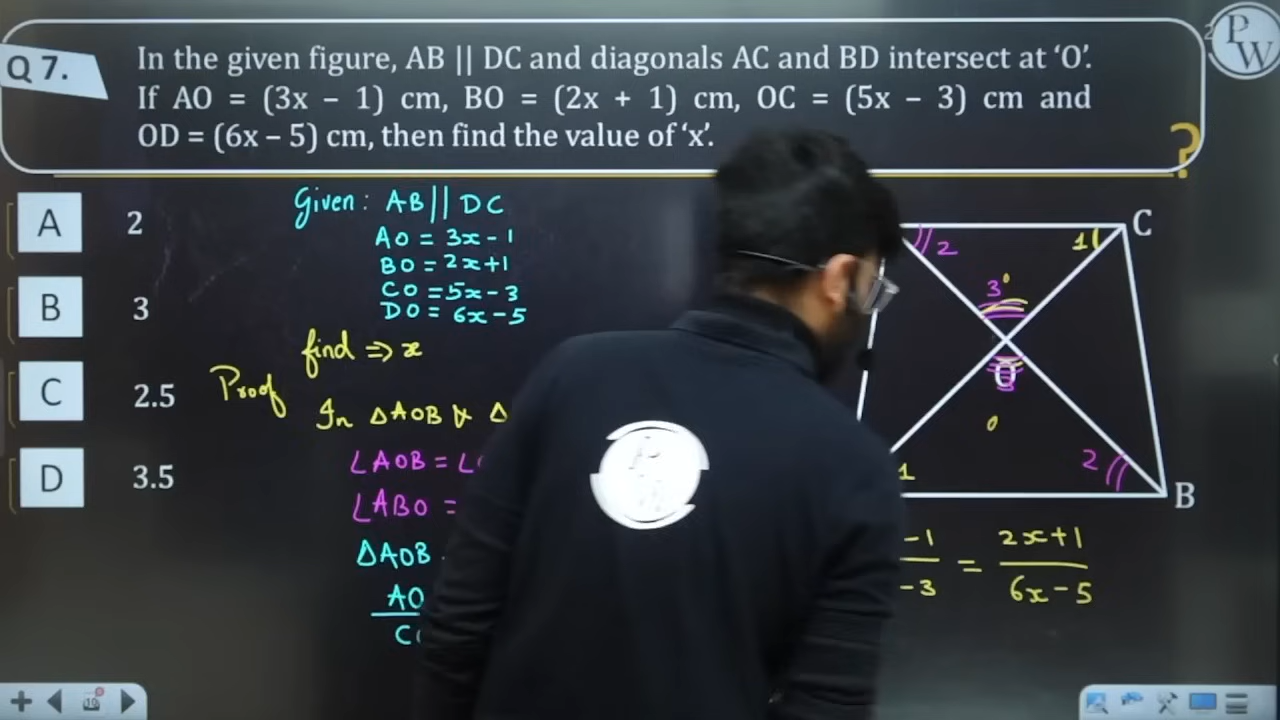 Q 7.
In the given figure, AB || DC and diagonals AC and BD intersect at ‘O’.
If AO = (3x – 1) cm, BO = (2x + 1) cm, OC = (5x – 3) cm and
OD = (6x – 5) cm, then find the value of ‘x’.
?
PW
A 2
B 3
C 2.5
D 3.5
Given: AB || DC
AO = 3x - 1
BO = 2x + 1
CO = 5x - 3
DO = 6x - 5
find ⇒ x
Proof
In ΔAOB & Δ
∠AOB = ∠
∠ABO =
ΔAOB
AO
C
2
1
C
3
O
1
2
B
-1 / -3 = 2x+1 / 6x-5
19